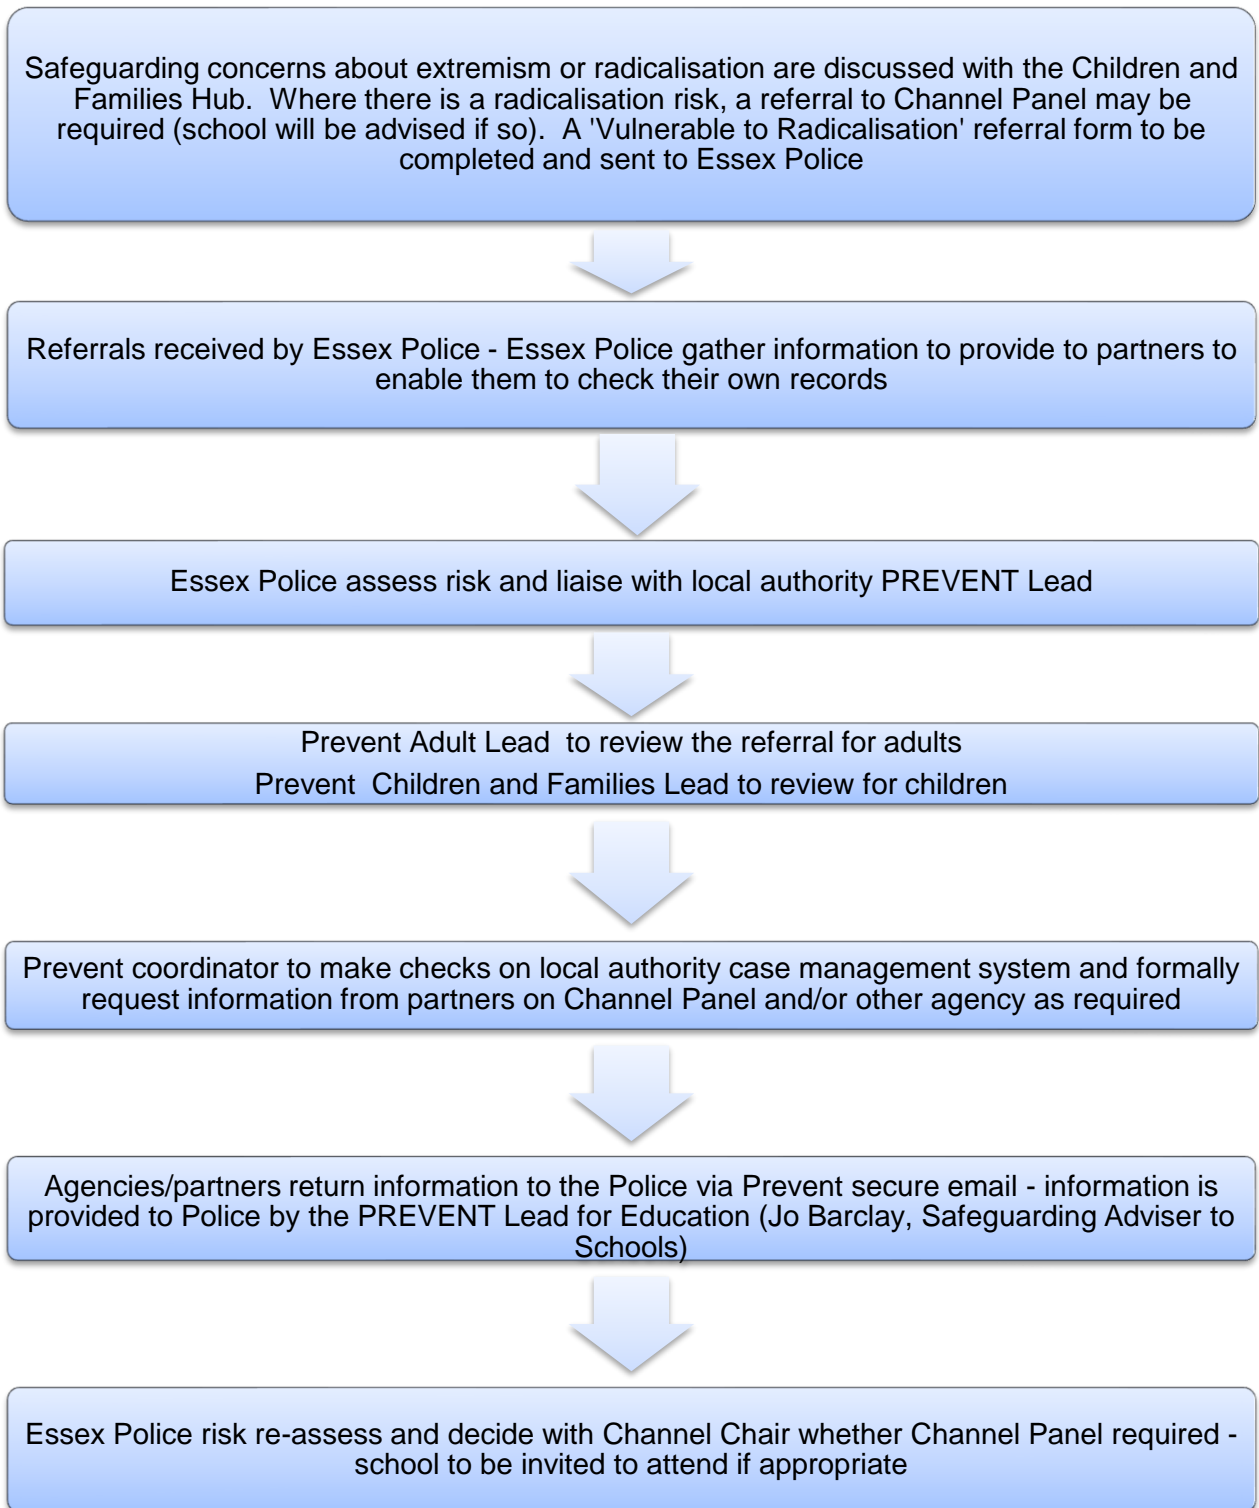 Safeguarding concerns about extremism or radicalisation are discussed with the Children and
Families Hub.  Where there is a radicalisation risk, a referral to Channel Panel may be
required (school will be advised if so).  A 'Vulnerable to Radicalisation' referral form to be
completed and sent to Essex Police
Referrals received by Essex Police - Essex Police gather information to provide to partners to
enable them to check their own records
Essex Police assess risk and liaise with local authority PREVENT Lead
Prevent Adult Lead  to review the referral for adults
Prevent  Children and Families Lead to review for children
Prevent coordinator to make checks on local authority case management system and formally
request information from partners on Channel Panel and/or other agency as required
Agencies/partners return information to the Police via Prevent secure email - information is
provided to Police by the PREVENT Lead for Education (Jo Barclay, Safeguarding Adviser to
Schools)
Essex Police risk re-assess and decide with Channel Chair whether Channel Panel required -
school to be invited to attend if appropriate